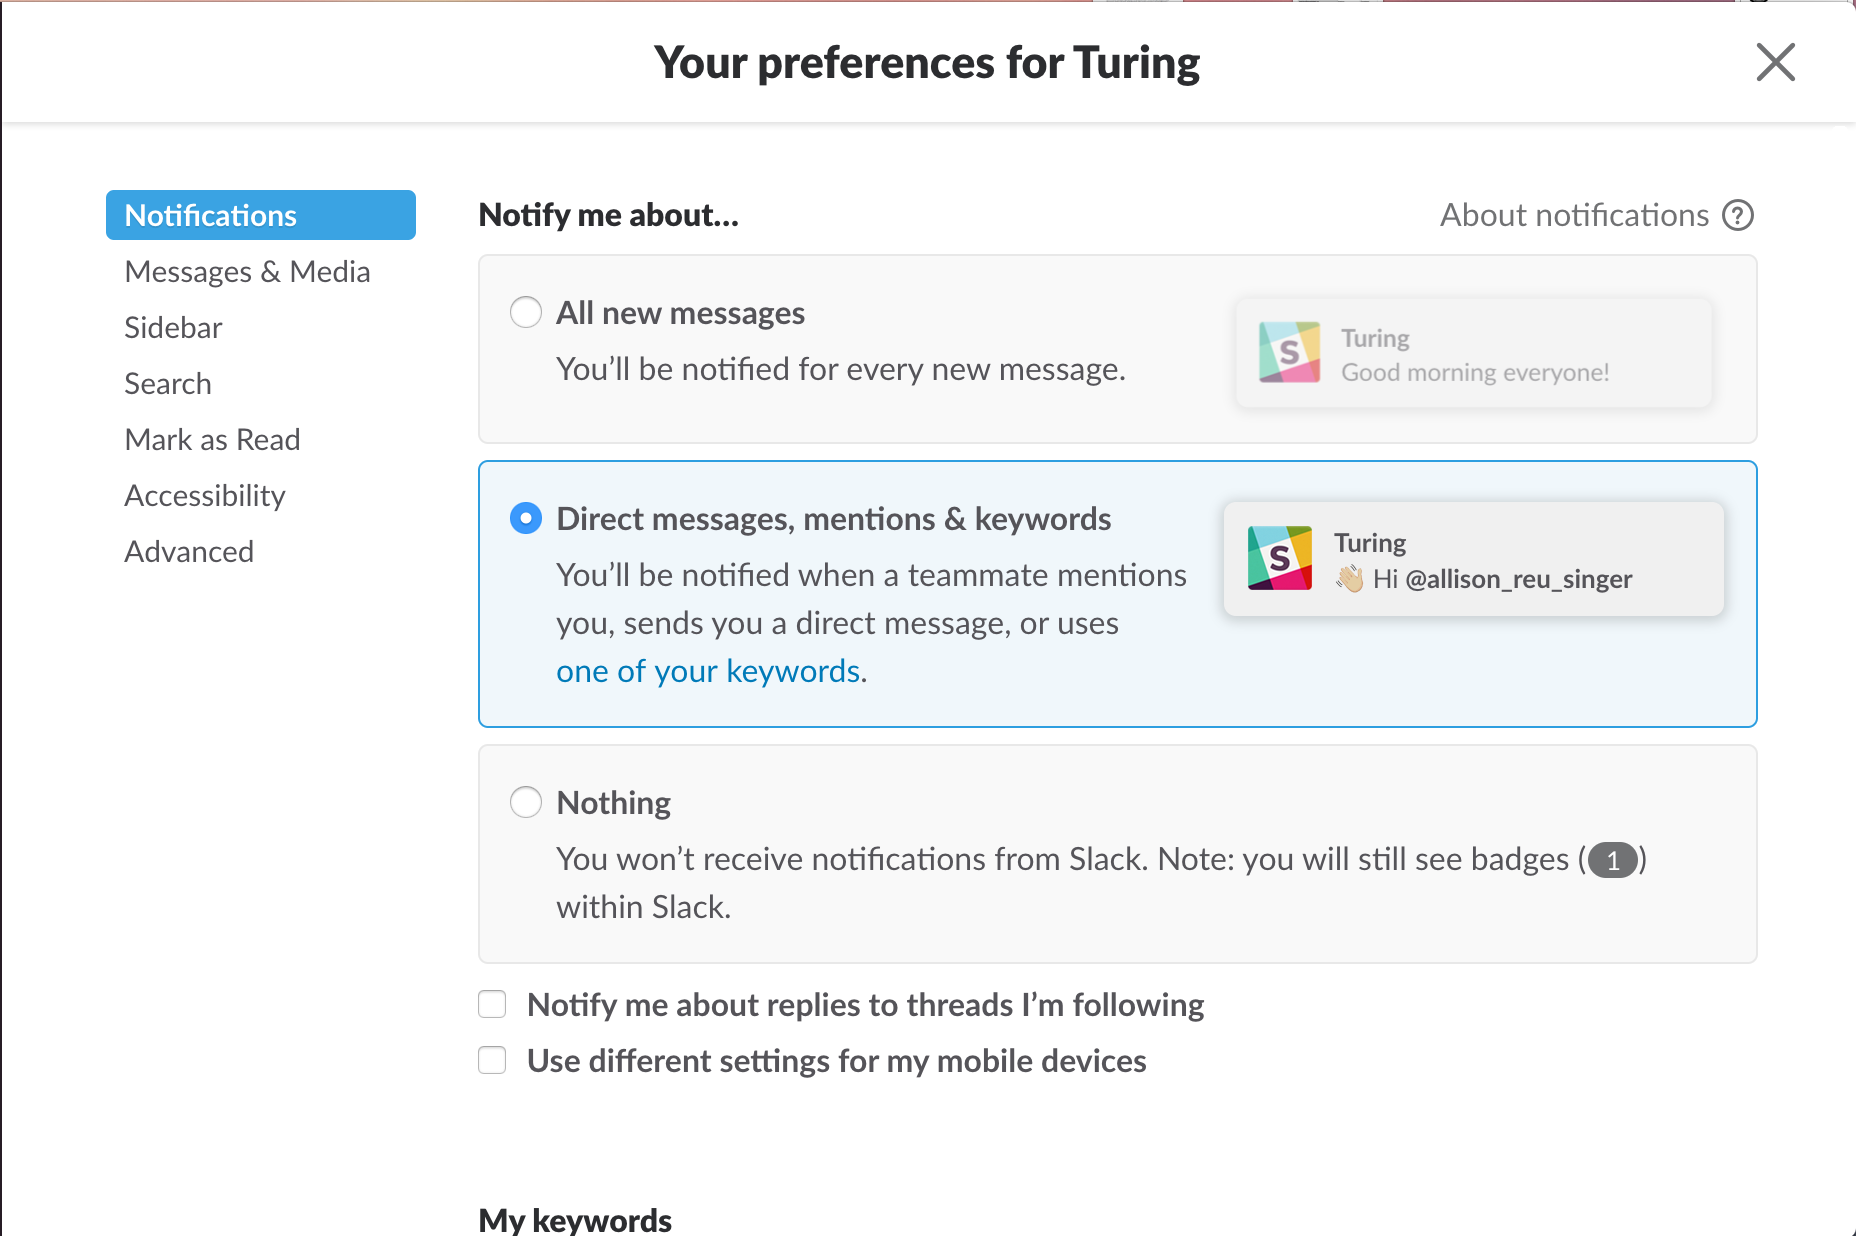 Your preferences for Turing
Notifications
Messages & Media
Sidebar
Search
Mark as Read
Accessibility
Advanced
Notify me about...
About notifications ?
All new messages
You’ll be notified for every new message.
S
Turing
Good morning everyone!
Direct messages, mentions & keywords
You’ll be notified when a teammate mentions
you, sends you a direct message, or uses
one of your keywords.
S
Turing
👋🏼 Hi @allison_reu_singer
Nothing
You won’t receive notifications from Slack. Note: you will still see badges (1)
within Slack.
Notify me about replies to threads I’m following
Use different settings for my mobile devices
My keywords